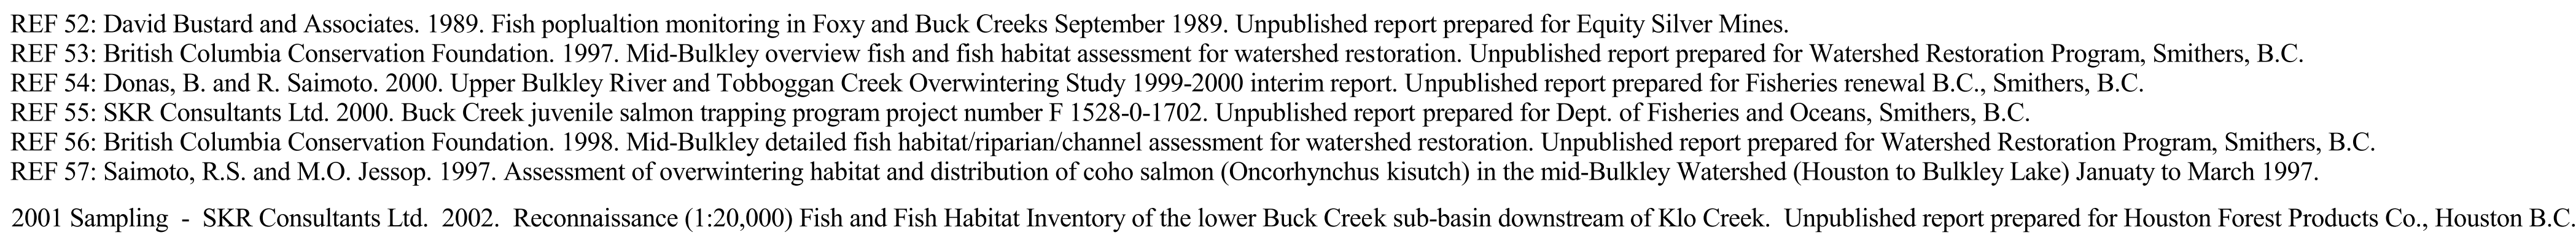 REF 52: David Bustard and Associates. 1989. Fish poplualtion monitoring in Foxy and Buck Creeks September 1989. Unpublished report prepared for Equity Silver Mines.
REF 53: British Columbia Conservation Foundation. 1997. Mid-Bulkley overview fish and fish habitat assessment for watershed restoration. Unpublished report prepared for Watershed Restoration Program, Smithers, B.C.
REF 54: Donas, B. and R. Saimoto. 2000. Upper Bulkley River and Tobboggan Creek Overwintering Study 1999-2000 interim report. Unpublished report prepared for Fisheries renewal B.C., Smithers, B.C.
REF 55: SKR Consultants Ltd. 2000. Buck Creek juvenile salmon trapping program project number F 1528-0-1702. Unpublished report prepared for Dept. of Fisheries and Oceans, Smithers, B.C.
REF 56: British Columbia Conservation Foundation. 1998. Mid-Bulkley detailed fish habitat/riparian/channel assessment for watershed restoration. Unpublished report prepared for Watershed Restoration Program, Smithers, B.C.
REF 57: Saimoto, R.S. and M.O. Jessop. 1997. Assessment of overwintering habitat and distribution of coho salmon (Oncorhynchus kisutch) in the mid-Bulkley Watershed (Houston to Bulkley Lake) Januaty to March 1997.
2001 Sampling - SKR Consultants Ltd. 2002. Reconnaissance (1:20,000) Fish and Fish Habitat Inventory of the lower Buck Creek sub-basin downstream of Klo Creek. Unpublished report prepared for Houston Forest Products Co., Houston B.C.